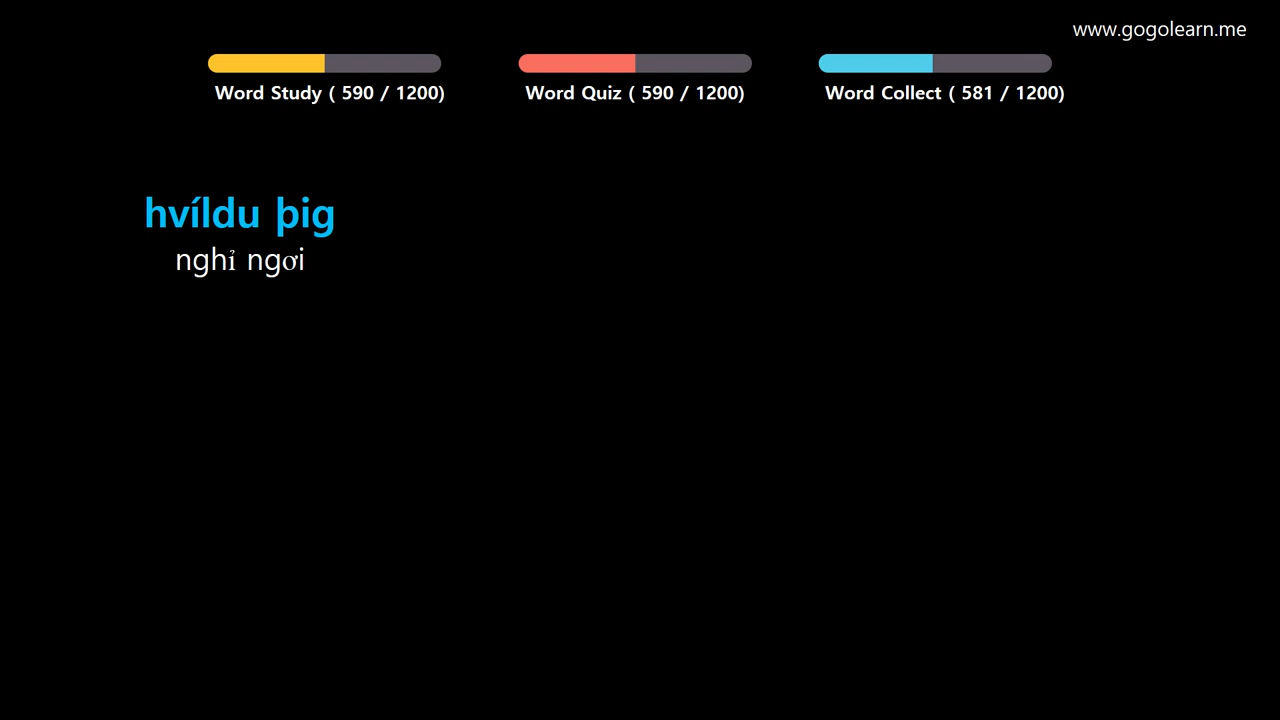 www.gogolearn.me
Word Study ( 590 / 1200)
Word Quiz ( 590 / 1200)
Word Collect ( 581 / 1200)
hvíldu þig
nghỉ ngơi